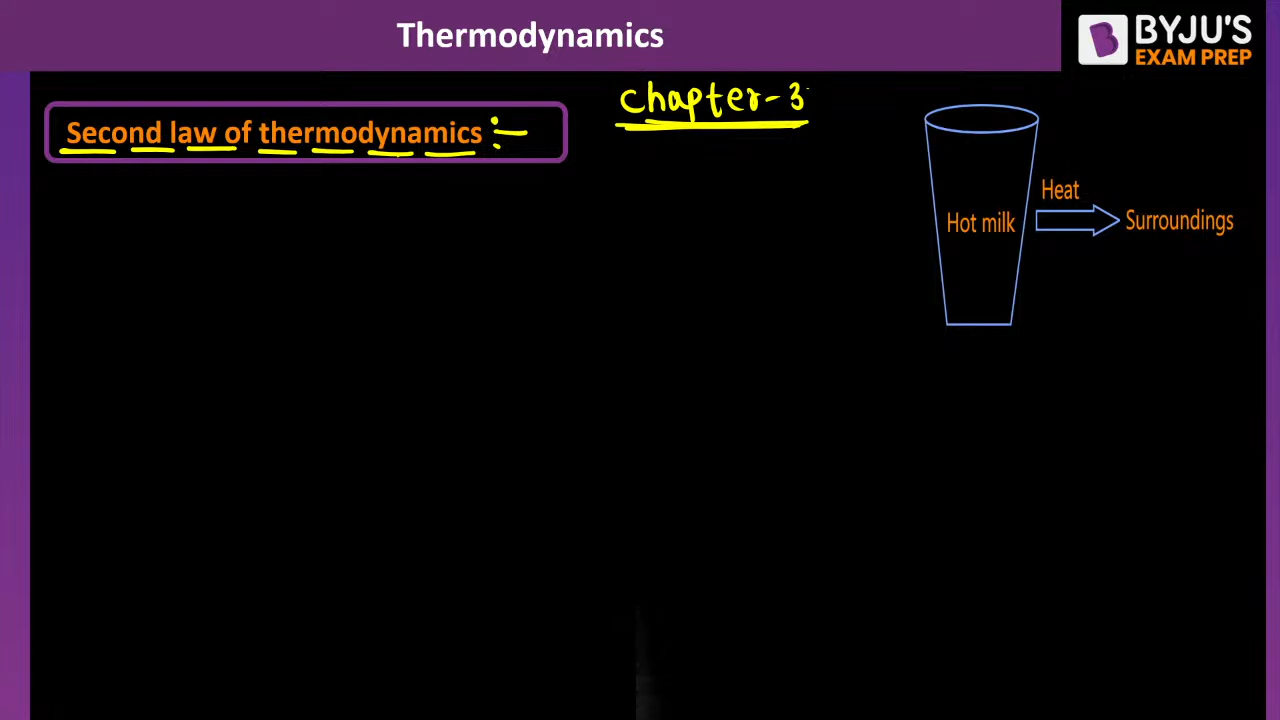 Thermodynamics
BYJU'S
EXAM PREP
Chapter-3
Second law of thermodynamics :-
Heat
Hot milk
Surroundings